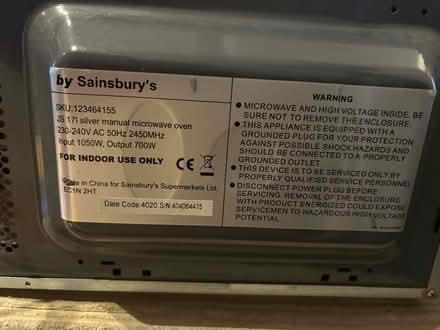 by Sainsbury's
SKU:123464155
JS 17l silver manual microwave oven
230-240V AC 50Hz 2450MHz
Input 1050W, Output 700W
FOR INDOOR USE ONLY
CE
Made in China for Sainsbury's Supermarkets Ltd.
EC1N 2HT
Date Code:4020 S/N:404064475
WARNING
● MICROWAVE AND HIGH VOLTAGE INSIDE, BE
SURE NOT TO REMOVE THE ENCLOSURE.
● THIS APPLIANCE IS EQUIPPED WITH A
GROUNDED PLUG FOR YOUR PROTECTION
AGAINST POSSIBLE SHOCK HAZARDS AND
SHOULD BE CONNECTED TO A PROPERLY
GROUNDED OUTLET
● THIS DEVICE IS TO BE SERVICED ONLY BY
PROPERLY QUALIFIED SERVICE PERSONNEL
● DISCONNECT POWER PLUG BEFORE
SERVICING. REMOVAL OF THE ENCLOSURE
WITH PRODUCT ENERGIZED COULD EXPOSE
SERVICEMEN TO HAZARDOUS HIGH VOLTAGE
POTENTIAL